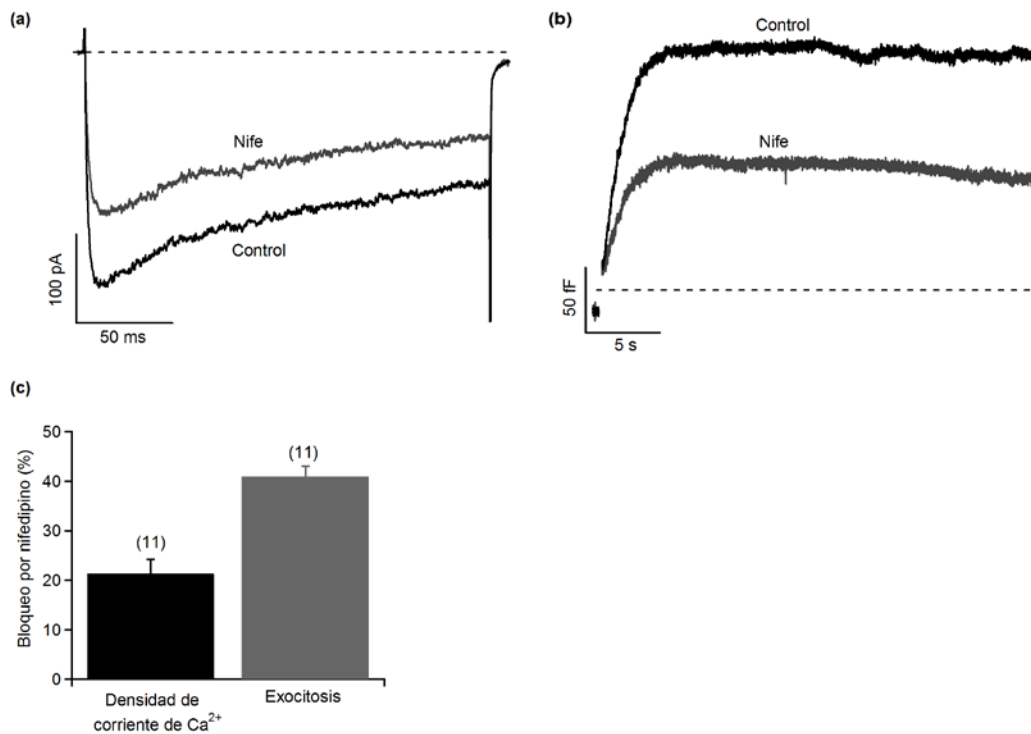 (a)
Nife
Control
100 pA
50 ms
(b)
Control
Nife
50 fF
5 s
(c)
Bloqueo por nifedipino (%)
50
40
30
20
10
0
(11)
(11)
Densidad de
corriente de Ca²⁺
Exocitosis